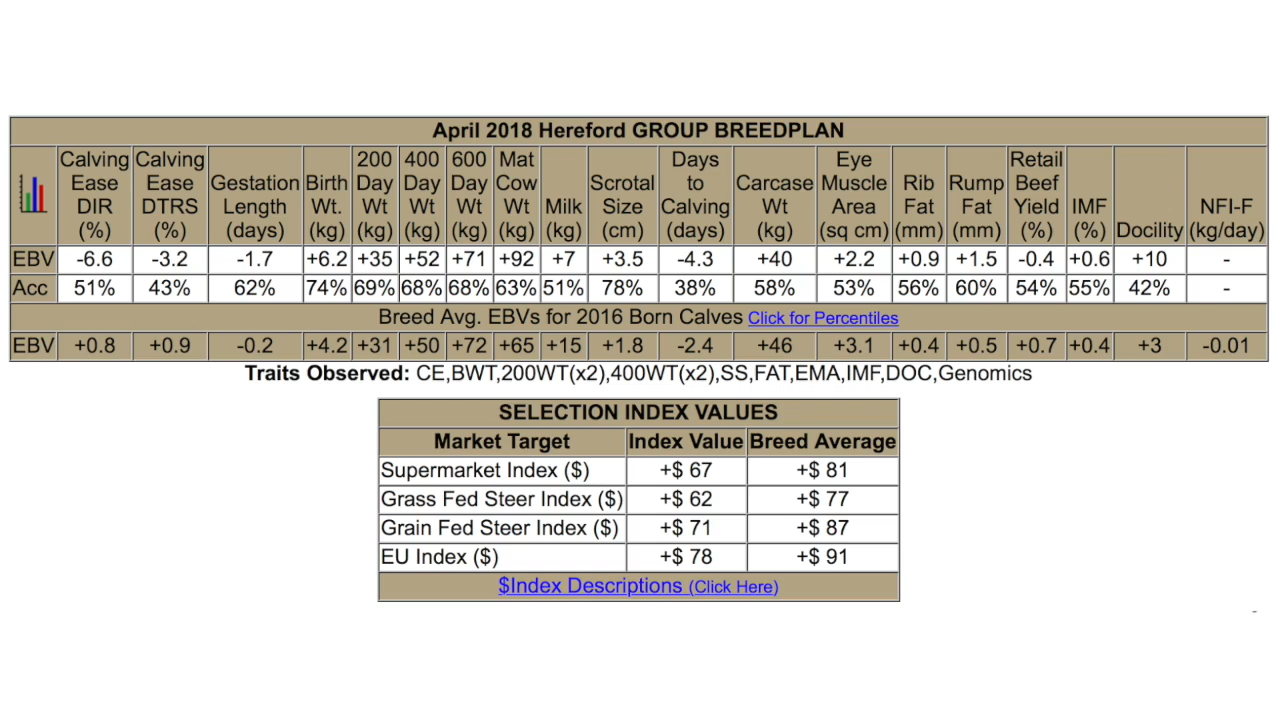 April 2018 Hereford GROUP BREEDPLAN
Calving Ease DIR (%) Calving Ease DTRS (%) Gestation Length (days) Birth Wt. (kg) 200 Day Wt (kg) 400 Day Wt (kg) 600 Day Wt (kg) Mat Cow Wt (kg) Milk (kg) Scrotal Size (cm) Days to Calving (days) Carcase Wt (kg) Eye Muscle Area (sq cm) Rib Fat (mm) Rump Fat (mm) Retail Beef Yield (%) IMF (%) Docility NFI-F (kg/day)
EBV -6.6 -3.2 -1.7 +6.2 +35 +52 +71 +92 +7 +3.5 -4.3 +40 +2.2 +0.9 +1.5 -0.4 +0.6 +10 -
Acc 51% 43% 62% 74% 69% 68% 68% 63% 51% 78% 38% 58% 53% 56% 60% 54% 55% 42% -
Breed Avg. EBVs for 2016 Born Calves Click for Percentiles
EBV +0.8 +0.9 -0.2 +4.2 +31 +50 +72 +65 +15 +1.8 -2.4 +46 +3.1 +0.4 +0.5 +0.7 +0.4 +3 -0.01
Traits Observed: CE,BWT,200WT(x2),400WT(x2),SS,FAT,EMA,IMF,DOC,Genomics
SELECTION INDEX VALUES
Market Target Index Value Breed Average
Supermarket Index ($) +$ 67 +$ 81
Grass Fed Steer Index ($) +$ 62 +$ 77
Grain Fed Steer Index ($) +$ 71 +$ 87
EU Index ($) +$ 78 +$ 91
$Index Descriptions (Click Here)